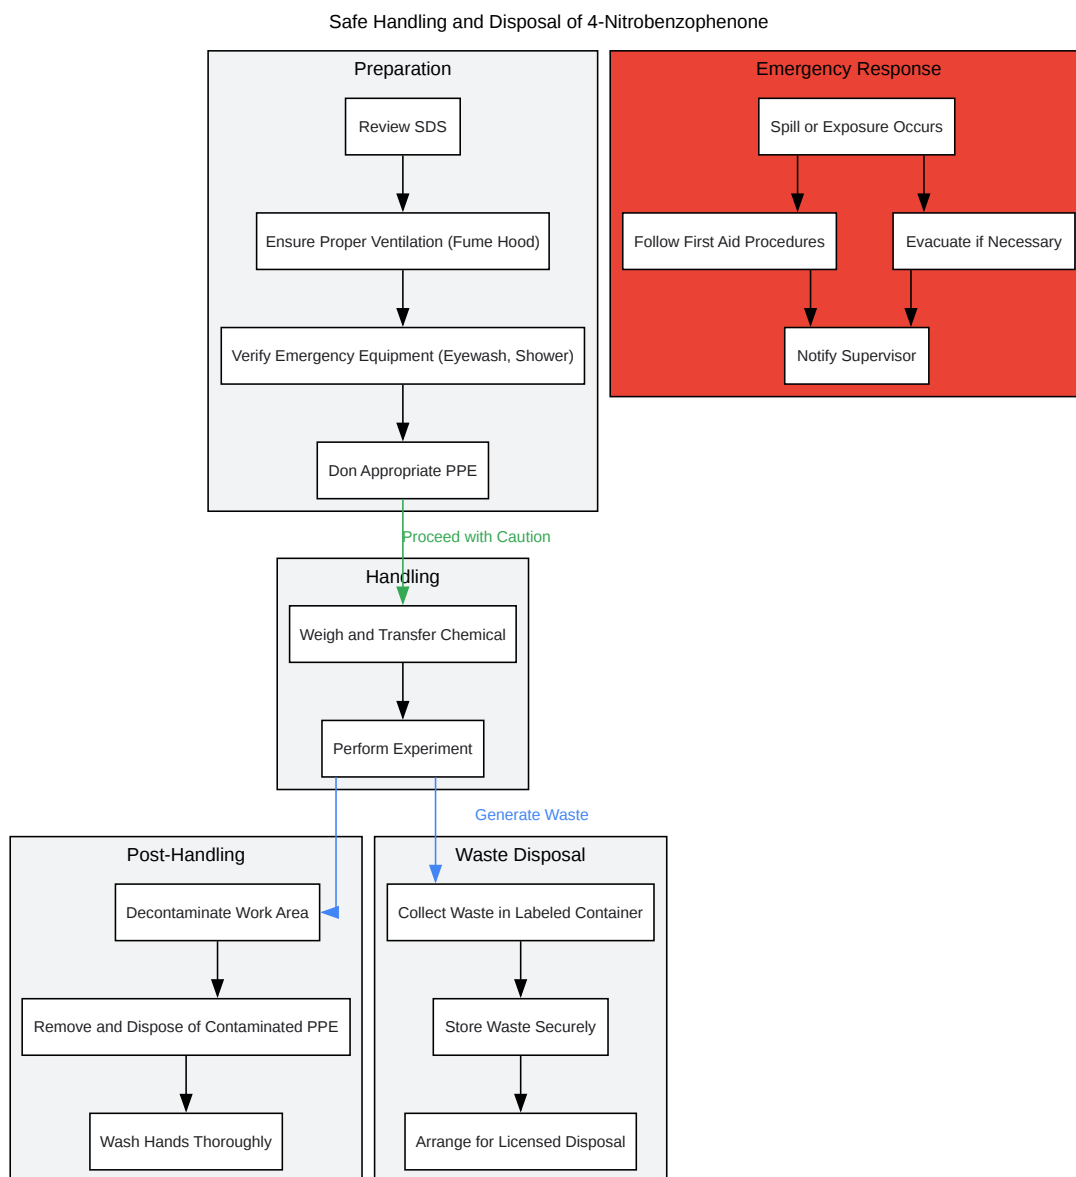 Safe Handling and Disposal of 4-Nitrobenzophenone
Preparation
Review SDS
Ensure Proper Ventilation (Fume Hood)
Verify Emergency Equipment (Eyewash, Shower)
Don Appropriate PPE
Emergency Response
Spill or Exposure Occurs
Follow First Aid Procedures
Evacuate if Necessary
Notify Supervisor
Proceed with Caution
Handling
Weigh and Transfer Chemical
Perform Experiment
Generate Waste
Post-Handling
Decontaminate Work Area
Remove and Dispose of Contaminated PPE
Wash Hands Thoroughly
Waste Disposal
Collect Waste in Labeled Container
Store Waste Securely
Arrange for Licensed Disposal